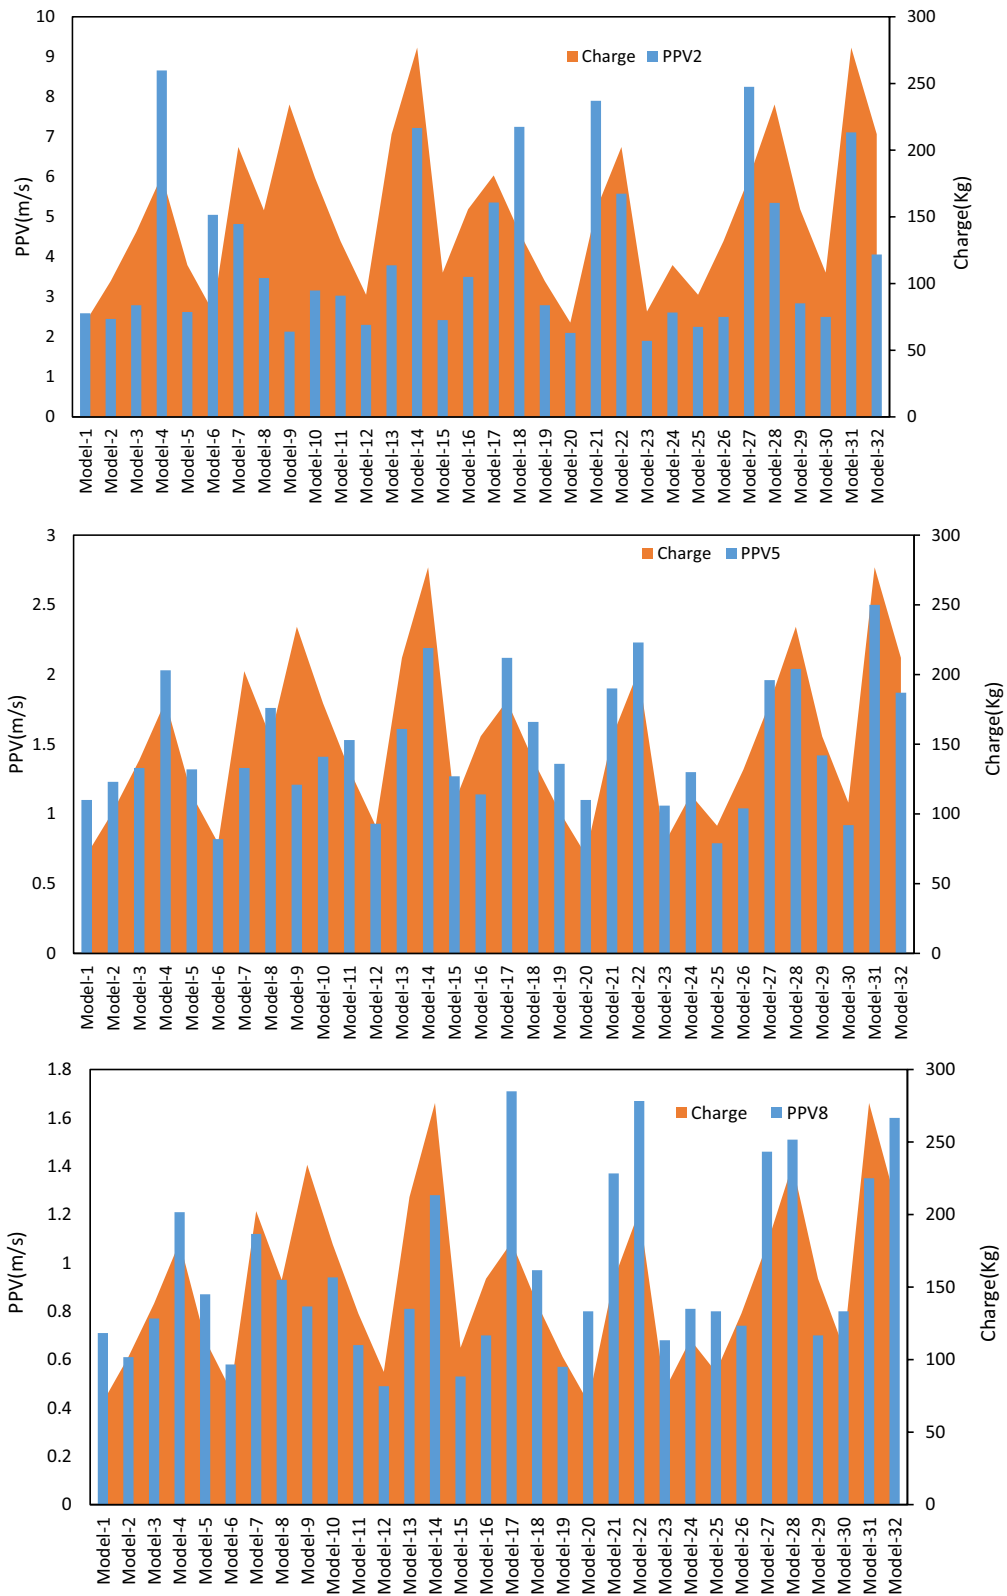 10
9
8
7
6
5
4
3
2
1
0
PPV(m/s)
Charge PPV2
300
250
200
150
100
50
0
Charge(Kg)
Model-1
Model-2
Model-3
Model-4
Model-5
Model-6
Model-7
Model-8
Model-9
Model-10
Model-11
Model-12
Model-13
Model-14
Model-15
Model-16
Model-17
Model-18
Model-19
Model-20
Model-21
Model-22
Model-23
Model-24
Model-25
Model-26
Model-27
Model-28
Model-29
Model-30
Model-31
Model-32
3
2.5
2
1.5
1
0.5
0
PPV(m/s)
Charge PPV5
300
250
200
150
100
50
0
Charge(Kg)
Model-1
Model-2
Model-3
Model-4
Model-5
Model-6
Model-7
Model-8
Model-9
Model-10
Model-11
Model-12
Model-13
Model-14
Model-15
Model-16
Model-17
Model-18
Model-19
Model-20
Model-21
Model-22
Model-23
Model-24
Model-25
Model-26
Model-27
Model-28
Model-29
Model-30
Model-31
Model-32
1.8
1.6
1.4
1.2
1
0.8
0.6
0.4
0.2
0
PPV(m/s)
Charge PPV8
300
250
200
150
100
50
0
Charge(Kg)
Model-1
Model-2
Model-3
Model-4
Model-5
Model-6
Model-7
Model-8
Model-9
Model-10
Model-11
Model-12
Model-13
Model-14
Model-15
Model-16
Model-17
Model-18
Model-19
Model-20
Model-21
Model-22
Model-23
Model-24
Model-25
Model-26
Model-27
Model-28
Model-29
Model-30
Model-31
Model-32